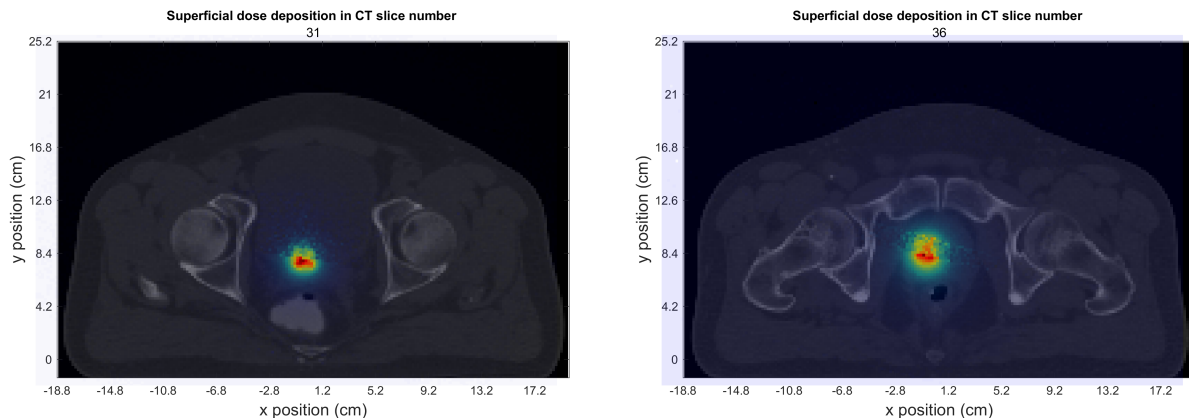 Superficial dose deposition in CT slice number
31
25.2
21
16.8
12.6
8.4
4.2
0
y position (cm)
-18.8 -14.8 -10.8 -6.8 -2.8 1.2 5.2 9.2 13.2 17.2
x position (cm)
Superficial dose deposition in CT slice number
36
25.2
21
16.8
12.6
8.4
4.2
0
y position (cm)
-18.8 -14.8 -10.8 -6.8 -2.8 1.2 5.2 9.2 13.2 17.2
x position (cm)